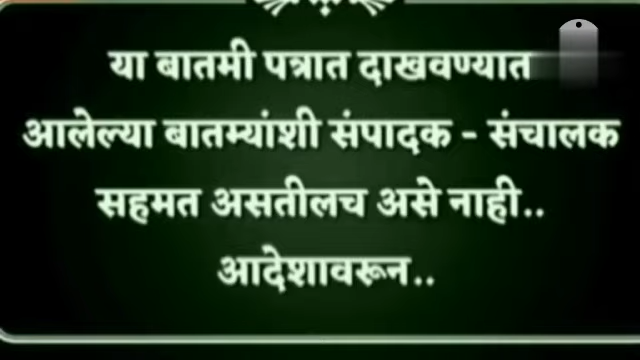 या बातमी पत्रात दाखवण्यात
आलेल्या बातम्यांशी संपादक - संचालक
सहमत असतीलच असे नाही..
आदेशावरून..